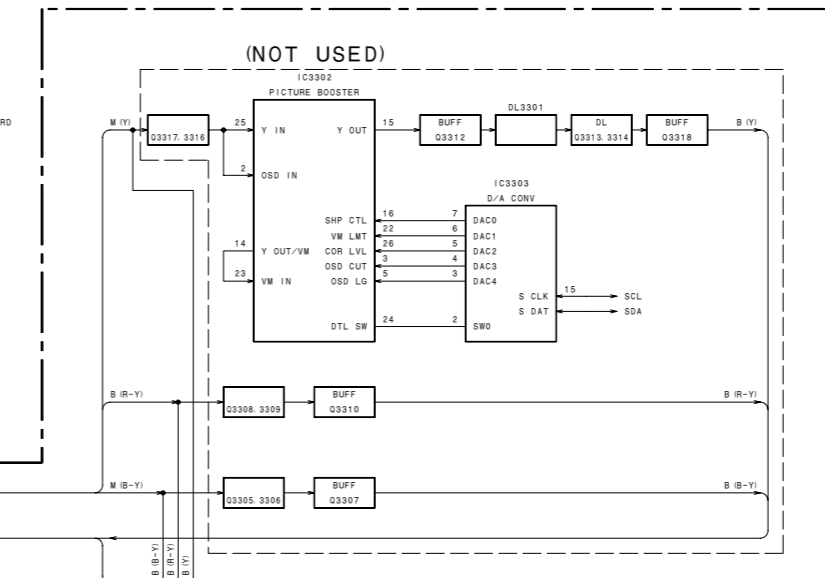 (NOT USED)
IC3302
PICTURE BOOSTER
RD
M (Y)
Q3317. 3316
25
Y IN
Y OUT
15
BUFF
Q3312
DL3301
DL
Q3313. 3314
BUFF
Q3318
B (Y)
2
OSD IN
IC3303
D/A CONV
SHP CTL
16
7
DAC0
VM LMT
22
6
DAC1
14
Y OUT/VM
COR LVL
26
5
DAC2
OSD CUT
3
4
DAC3
23
VM IN
OSD LG
5
3
DAC4
S CLK
15
SCL
S DAT
SDA
DTL SW
24
2
SW0
B (R-Y)
Q3308. 3309
BUFF
Q3310
B (R-Y)
M (B-Y)
Q3305. 3306
BUFF
Q3307
B (B-Y)
B (B-Y)
B (R-Y)
B (Y)